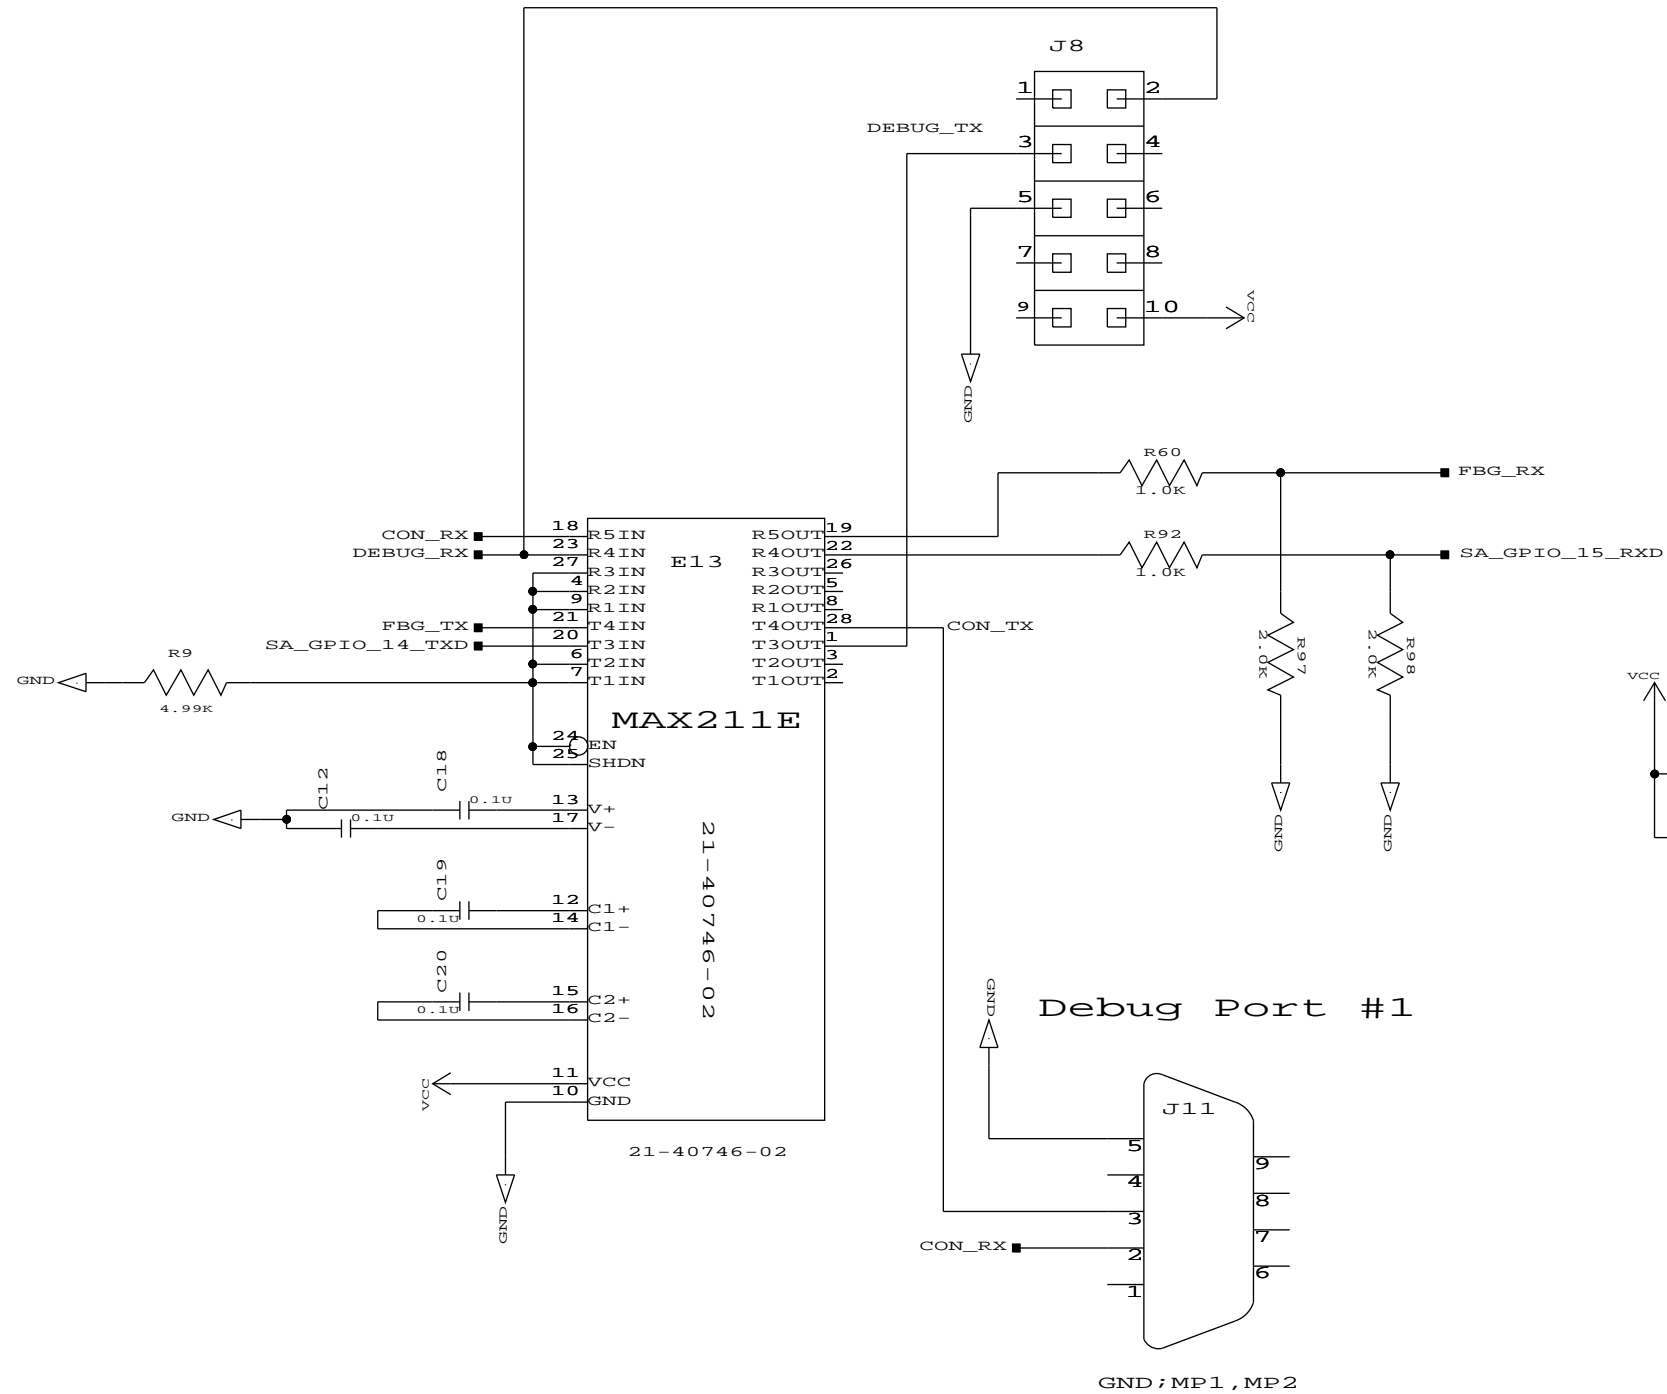 J8
1 2
DEBUG_TX
3 4
5 6
7 8
9 10
VCC
GND
R60
1.0K
FBG_RX
R92
1.0K
SA_GPIO_15_RXD
R97
2.0K
R98
2.0K
GND
GND
VCC
CON_RX 18 R5IN R5OUT 19
DEBUG_RX 23 R4IN R4OUT 22
E13
27 R3IN R3OUT 26
4 R2IN R2OUT 5
9 R1IN R1OUT 8
FBG_TX 21 T4IN T4OUT 28 CON_TX
SA_GPIO_14_TXD 20 T3IN T3OUT 1
6 T2IN T2OUT 3
7 T1IN T1OUT 2
R9
GND
4.99K
MAX211E
24 EN
25 SHDN
C18
0.1U
13 V+
C12
GND
0.1U
17 V-
C19
0.1U
12 C1+
14 C1-
C20
0.1U
15 C2+
16 C2-
21-40746-02
VCC
11 VCC
10 GND
GND
21-40746-02
GND
Debug Port #1
J11
5
9
4
8
3
7
CON_RX
2
6
1
GND;MP1,MP2